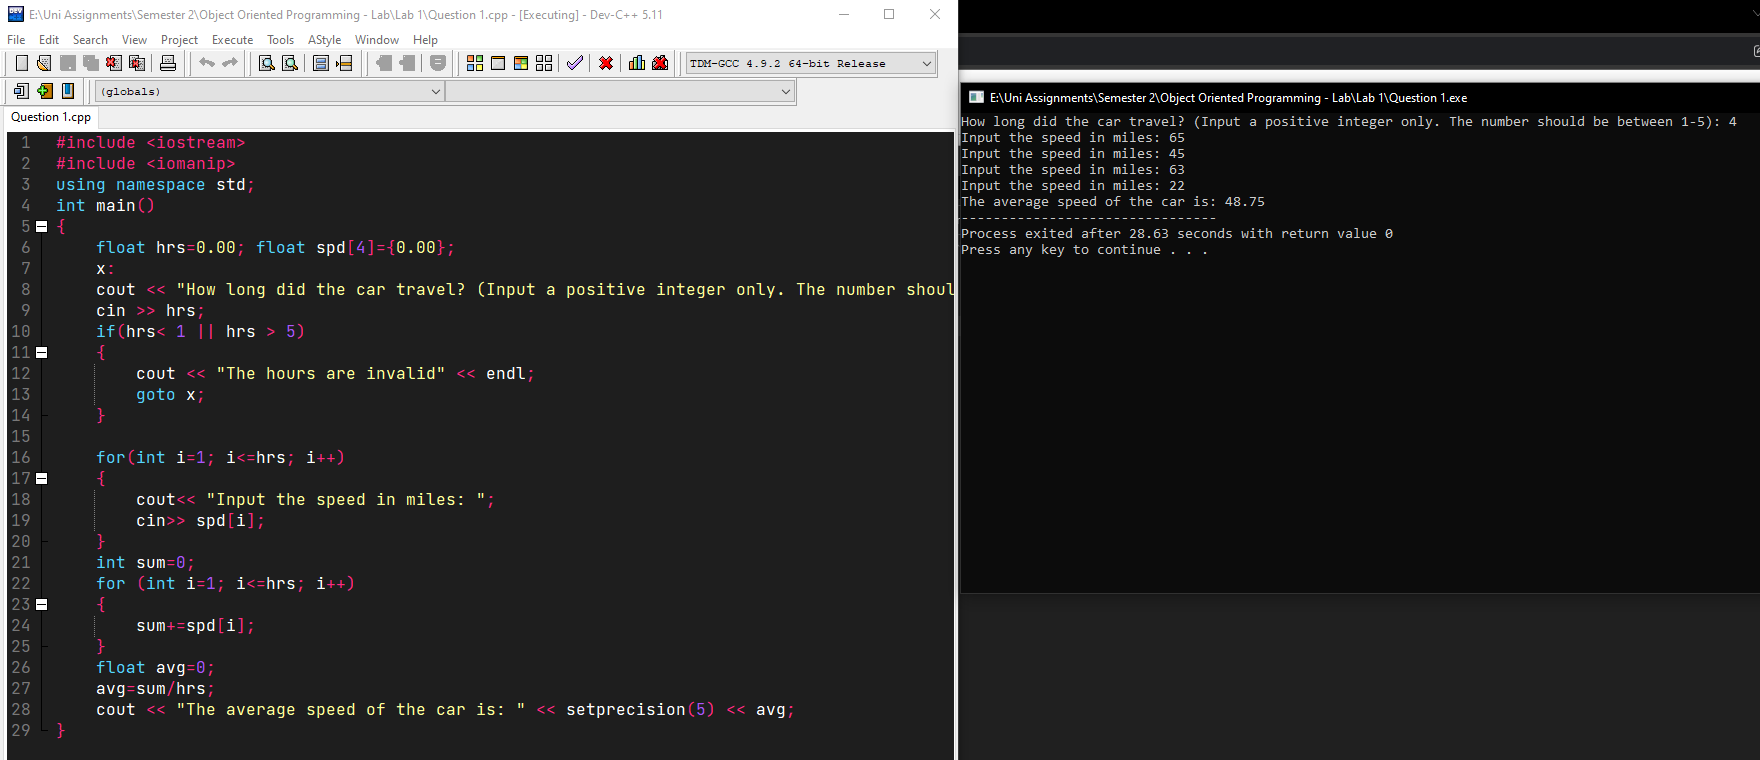 E:\Uni Assignments\Semester 2\Object Oriented Programming - Lab\Lab 1\Question 1.cpp - [Executing] - Dev-C++ 5.11
File Edit Search View Project Execute Tools AStyle Window Help
TDM-GCC 4.9.2 64-bit Release
(globals)
Question 1.cpp
1 #include <iostream>
2 #include <iomanip>
3 using namespace std;
4 int main()
5 {
6 float hrs=0.00; float spd[4]={0.00};
7 x:
8 cout << "How long did the car travel? (Input a positive integer only. The number shoul
9 cin >> hrs;
10 if(hrs< 1 || hrs > 5)
11 {
12 cout << "The hours are invalid" << endl;
13 goto x;
14 }
15
16 for(int i=1; i<=hrs; i++)
17 {
18 cout<< "Input the speed in miles: ";
19 cin>> spd[i];
20 }
21 int sum=0;
22 for (int i=1; i<=hrs; i++)
23 {
24 sum+=spd[i];
25 }
26 float avg=0;
27 avg=sum/hrs;
28 cout << "The average speed of the car is: " << setprecision(5) << avg;
29 }
E:\Uni Assignments\Semester 2\Object Oriented Programming - Lab\Lab 1\Question 1.exe
How long did the car travel? (Input a positive integer only. The number should be between 1-5): 4
Input the speed in miles: 65
Input the speed in miles: 45
Input the speed in miles: 63
Input the speed in miles: 22
The average speed of the car is: 48.75
--------------------------------
Process exited after 28.63 seconds with return value 0
Press any key to continue . . .